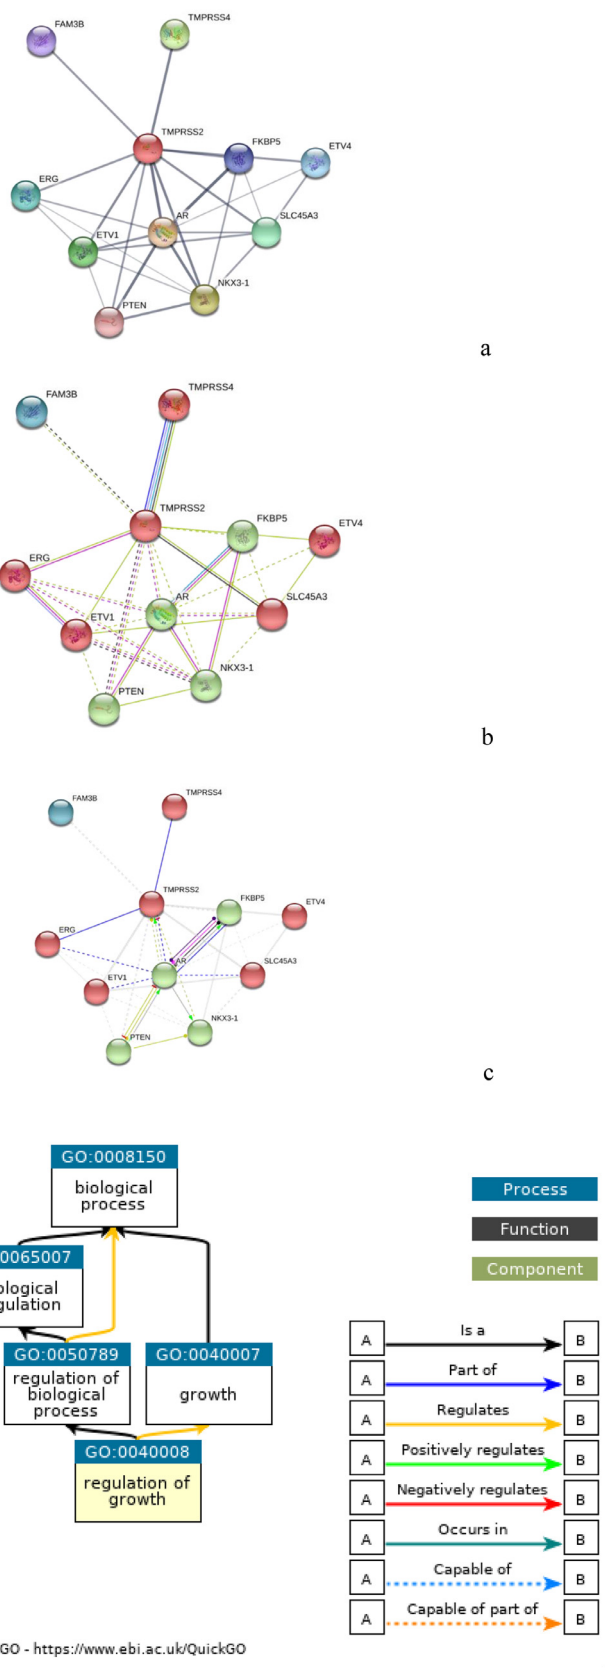 FAM3B
TMPRSS4
TMPRSS2
FKBP5
ETV4
ERG
AR
SLC45A3
ETV1
NKX3-1
PTEN
a
FAM3B
TMPRSS4
TMPRSS2
FKBP5
ETV4
ERG
AR
SLC45A3
ETV1
NKX3-1
PTEN
b
FAM3B
TMPRSS4
TMPRSS2
FKBP5
ETV4
ERG
AR
SLC45A3
ETV1
NKX3-1
PTEN
c
GO:0008150
biological
process
0065007
ological
gulation
GO:0050789
regulation of
biological
process
GO:0040007
growth
GO:0040008
regulation of
growth
Process
Function
Component
A Is a B
A Part of B
A Regulates B
A Positively regulates B
A Negatively regulates B
A Occurs in B
A Capable of B
A Capable of part of B
GO - https://www.ebi.ac.uk/QuickGO